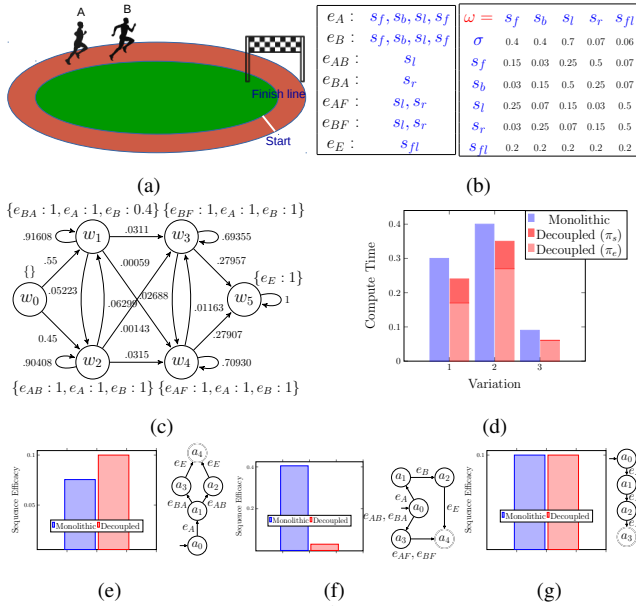 A
B
Finish line
Start
(a)
e_A : s_f, s_b, s_l, s_f
e_B : s_f, s_b, s_l, s_f
e_AB : s_l
e_BA : s_r
e_AF : s_l, s_r
e_BF : s_l, s_r
e_E : s_fl
ω = s_f s_b s_l s_r s_fl
σ 0.4 0.4 0.7 0.07 0.06
s_f 0.15 0.03 0.25 0.5 0.07
s_b 0.03 0.15 0.5 0.25 0.07
s_l 0.25 0.07 0.15 0.03 0.5
s_r 0.03 0.25 0.07 0.15 0.5
s_fl 0.2 0.2 0.2 0.2 0.2
(b)
{e_BA : 1, e_A : 1, e_B : 0.4} {e_BF : 1, e_A : 1, e_B : 1}
w_1 .0311 w_3
.91608 .69355
.55 .00059 .27957
{} {e_E : 1}
w_0 .05223 .06299 .02688 .01163 w_5 1
0.45 .00143 .27907
w_2 .0315 w_4
.90408 .70930
{e_AB : 1, e_A : 1, e_B : 1} {e_AF : 1, e_A : 1, e_B : 1}
(c)
Compute Time
0.4
0.3
0.2
0.1
0
Monolithic
Decoupled (π_s)
Decoupled (π_e)
1 2 3
Variation
(d)
Sequence Efficacy
0.1
0.05
Monolithic Decoupled
a_4
e_E e_E
a_3 a_2
e_BA e_AB
a_1
e_A
a_0
(e)
Sequence Efficacy
0.4
0.2
Monolithic Decoupled
a_1 e_B a_2
e_A e_E
a_0
e_AB, e_BA
a_3 a_4
e_AF, e_BF
(f)
Sequence Efficacy
0.1
Monolithic Decoupled
a_0
a_1
a_2
a_3
(g)